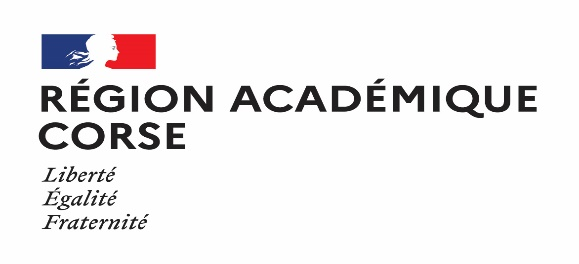 RÉGION ACADÉMIQUE
CORSE
Liberté
Égalité
Fraternité